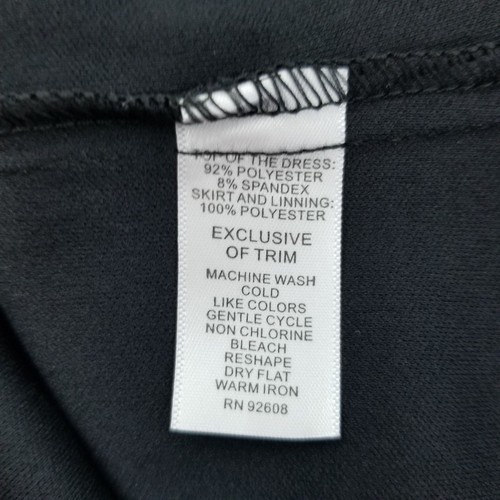 TOP OF THE DRESS:
92% POLYESTER
8% SPANDEX
SKIRT AND LINNING:
100% POLYESTER
EXCLUSIVE
OF TRIM
MACHINE WASH
COLD
LIKE COLORS
GENTLE CYCLE
NON CHLORINE
BLEACH
RESHAPE
DRY FLAT
WARM IRON
RN 92608